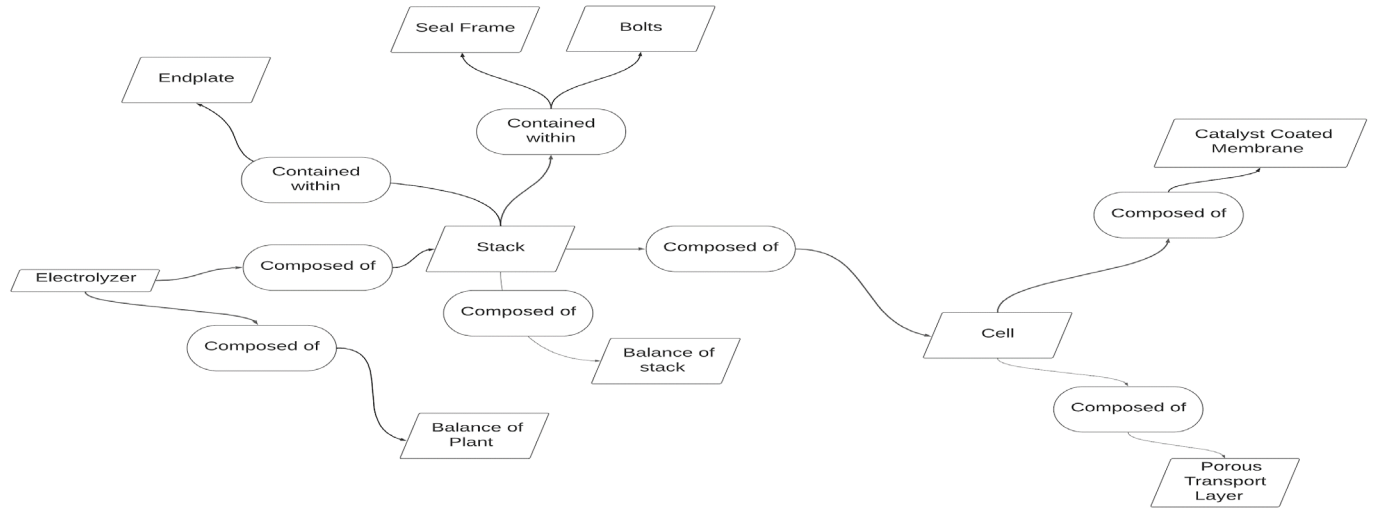 Seal Frame
Bolts
Endplate
Contained
within
Catalyst Coated
Membrane
Contained
within
Composed of
Stack
Composed of
Composed of
Electrolyzer
Composed of
Cell
Composed of
Balance of
stack
Composed of
Balance of
Plant
Porous
Transport
Layer